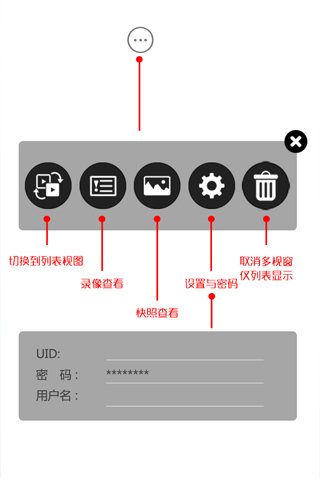 切换到列表视图
录像查看
快照查看
设置与密码
取消多视窗
仅列表显示
UID:
密 码： ********
用户名：